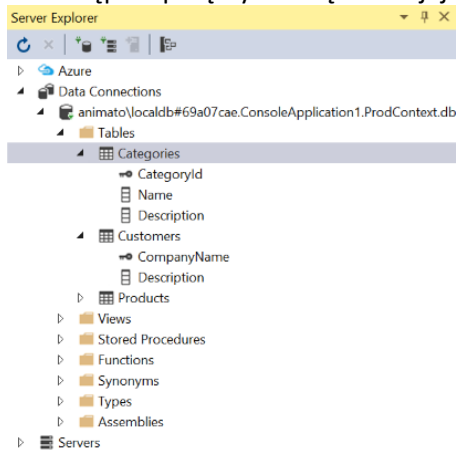 Server Explorer
Azure
Data Connections
animato\localdb#69a07cae.ConsoleApplication1.ProdContext.db
Tables
Categories
CategoryId
Name
Description
Customers
CompanyName
Description
Products
Views
Stored Procedures
Functions
Synonyms
Types
Assemblies
Servers